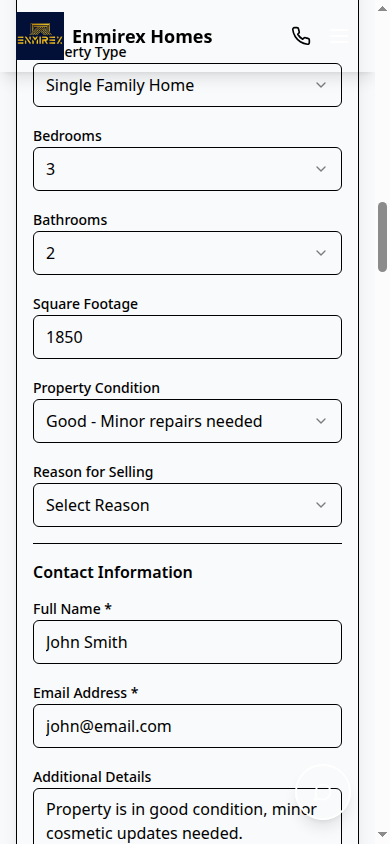 ENMIREX
Enmirex Homes
erty Type
Single Family Home
Bedrooms
3
Bathrooms
2
Square Footage
1850
Property Condition
Good - Minor repairs needed
Reason for Selling
Select Reason
Contact Information
Full Name *
John Smith
Email Address *
john@email.com
Additional Details
Property is in good condition, minor
cosmetic updates needed.